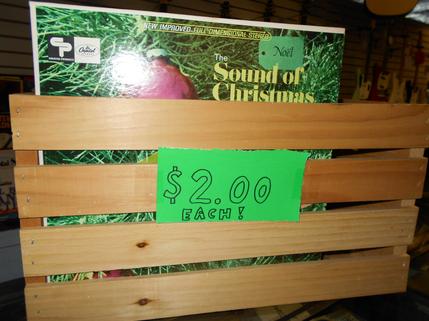 NEW IMPROVED FULL DIMENSIONAL STEREO
Capitol
Noël
The
Sound of
Christmas
$2.00
EACH!